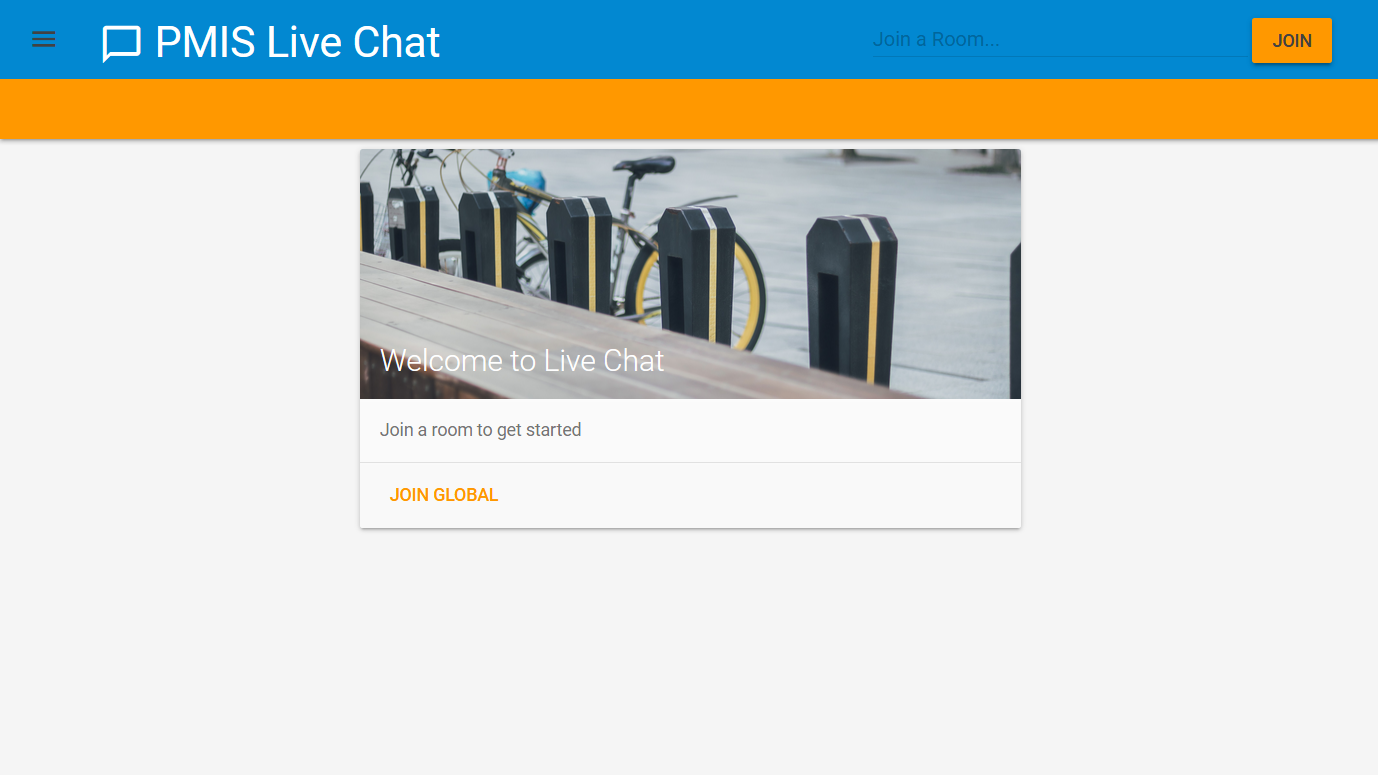 PMIS Live Chat
Join a Room...
JOIN
Welcome to Live Chat
Join a room to get started
JOIN GLOBAL